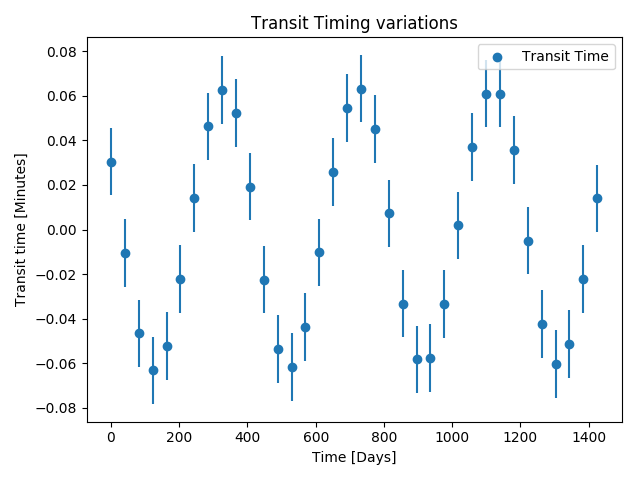 Transit Timing variations
Transit Time
Transit time [Minutes]
0.08
0.06
0.04
0.02
0.00
−0.02
−0.04
−0.06
−0.08
0 200 400 600 800 1000 1200 1400
Time [Days]